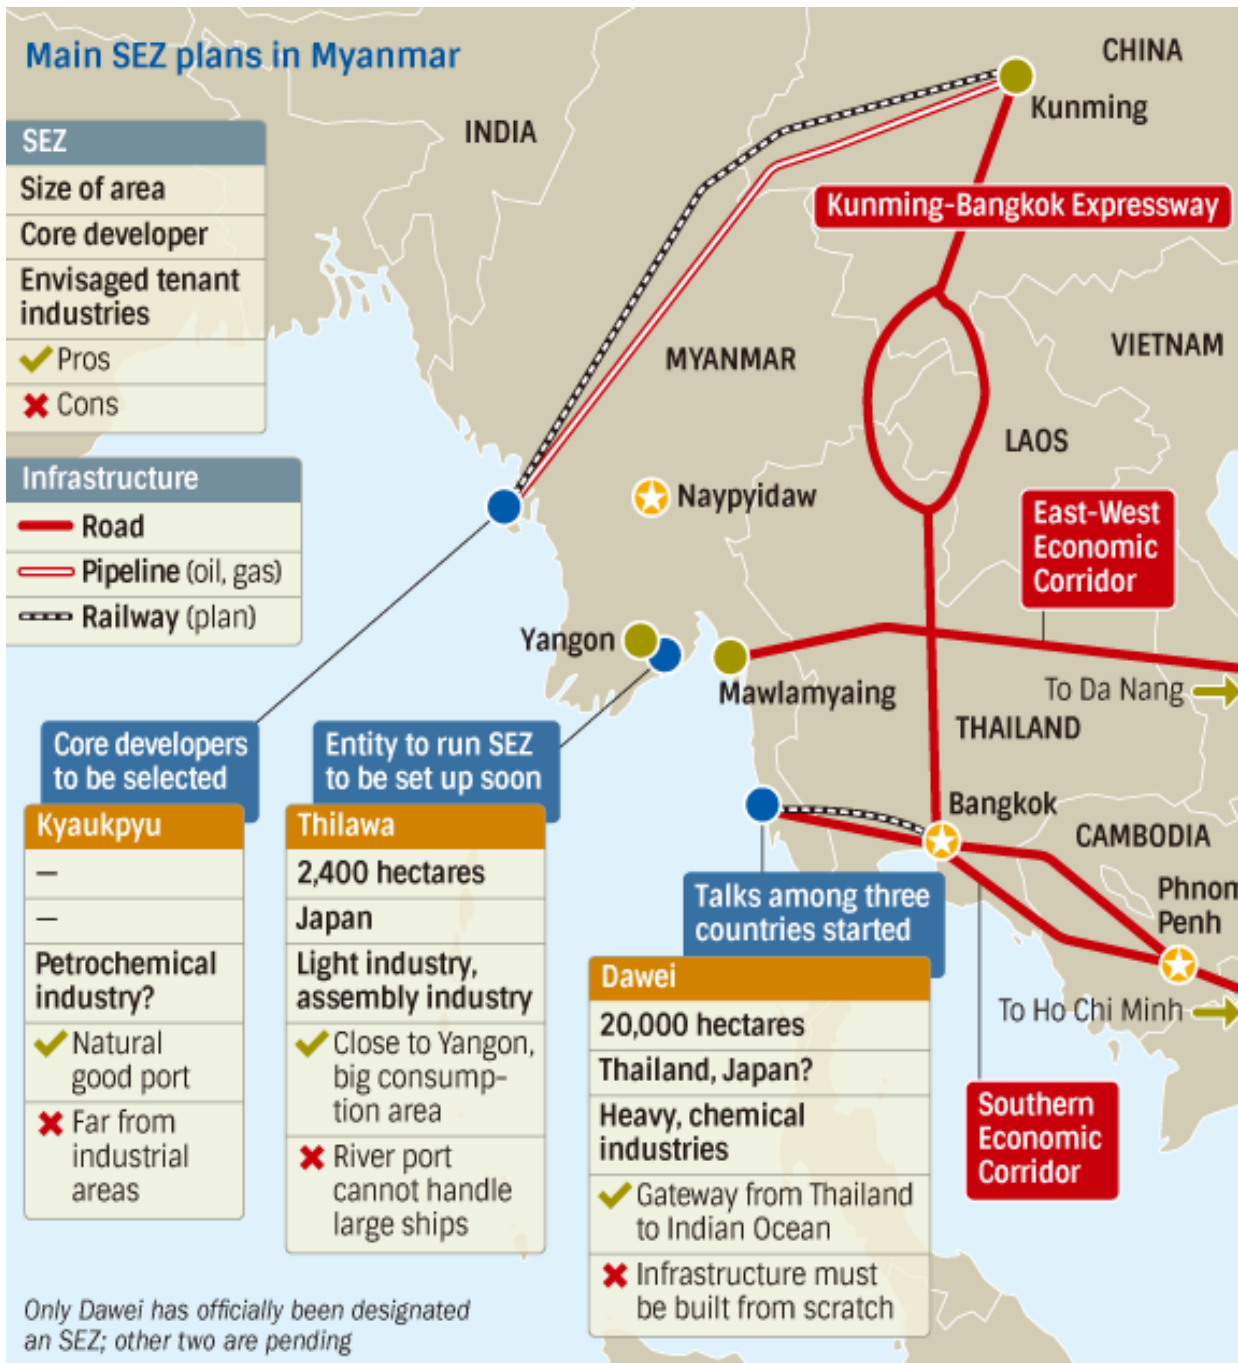 Main SEZ plans in Myanmar
SEZ
Size of area
Core developer
Envisaged tenant
industries
Pros
Cons
Infrastructure
Road
Pipeline (oil, gas)
Railway (plan)
CHINA
Kunming
INDIA
Kunming-Bangkok Expressway
MYANMAR
VIETNAM
LAOS
Naypyidaw
East-West
Economic
Corridor
Yangon
Mawlamyaing
To Da Nang
THAILAND
Bangkok
CAMBODIA
Phnom
Penh
To Ho Chi Minh
Southern
Economic
Corridor
Core developers
to be selected
Kyaukpyu
—
—
Petrochemical
industry?
Natural
good port
Far from
industrial
areas
Entity to run SEZ
to be set up soon
Thilawa
2,400 hectares
Japan
Light industry,
assembly industry
Close to Yangon,
big consump-
tion area
River port
cannot handle
large ships
Talks among three
countries started
Dawei
20,000 hectares
Thailand, Japan?
Heavy, chemical
industries
Gateway from Thailand
to Indian Ocean
Infrastructure must
be built from scratch
Only Dawei has officially been designated
an SEZ; other two are pending